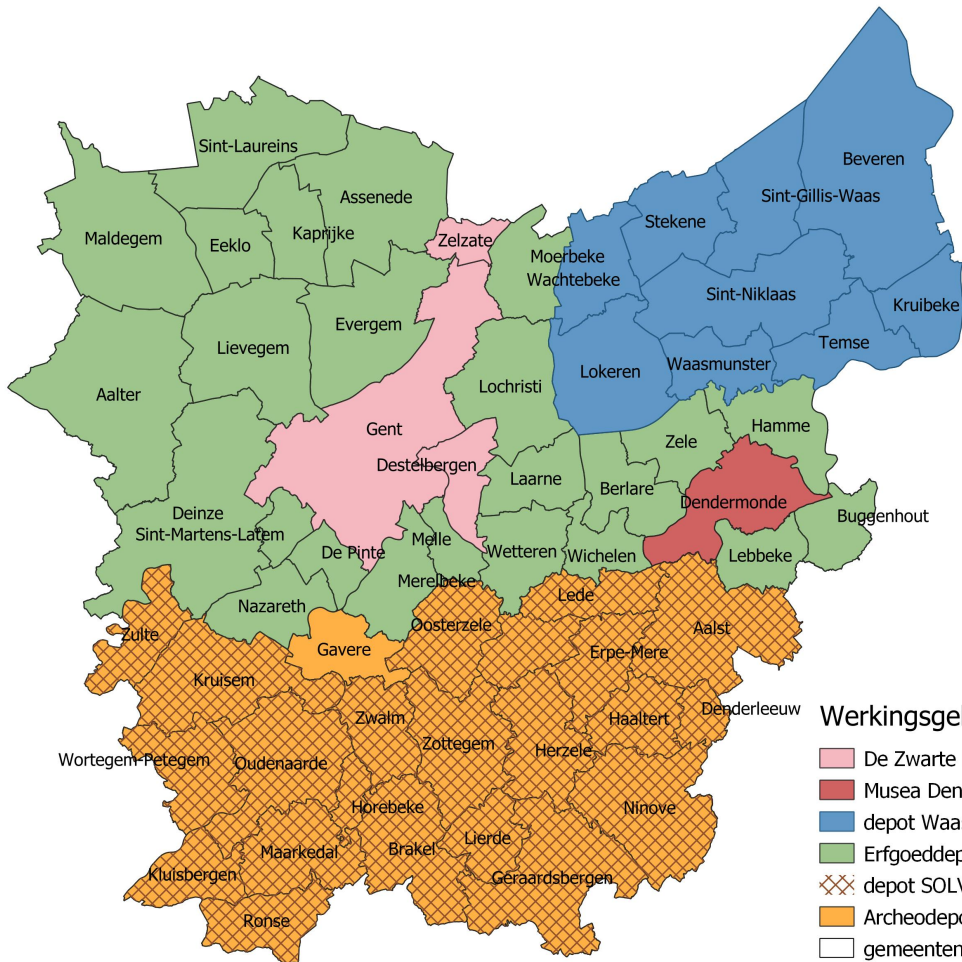 Sint-Laureins
Beveren
Assenede
Sint-Gillis-Waas
Stekene
Kaprijke
Maldegem
Eeklo
Zelzate
Moerbeke
Wachtebeke
Sint-Niklaas
Kruibeke
Evergem
Temse
Lievegem
Waasmunster
Lokeren
Lochristi
Aalter
Hamme
Gent
Zele
Destelbergen
Laarne
Berlare
Dendermonde
Deinze
Buggenhout
Sint-Martens-Latem
Melle
De Pinte
Wetteren
Wichelen
Lebbeke
Merelbeke
Lede
Nazareth
Oosterzele
Aalst
Zulte
Gavere
Erpe-Mere
Kruisem
Denderleeuw
Zwalm
Haaltert
Werkingsgel
Zottegem
Herzele
Wortegem-Petegem
De Zwarte
Oudenaarde
Musea Den
Horebeke
Ninove
depot Waas
Lierde
Maarkedal
Brakel
Erfgoeddep
Kluisbergen
Geraardsbergen
depot SOLV
Ronse
Archeodepo
gemeenten